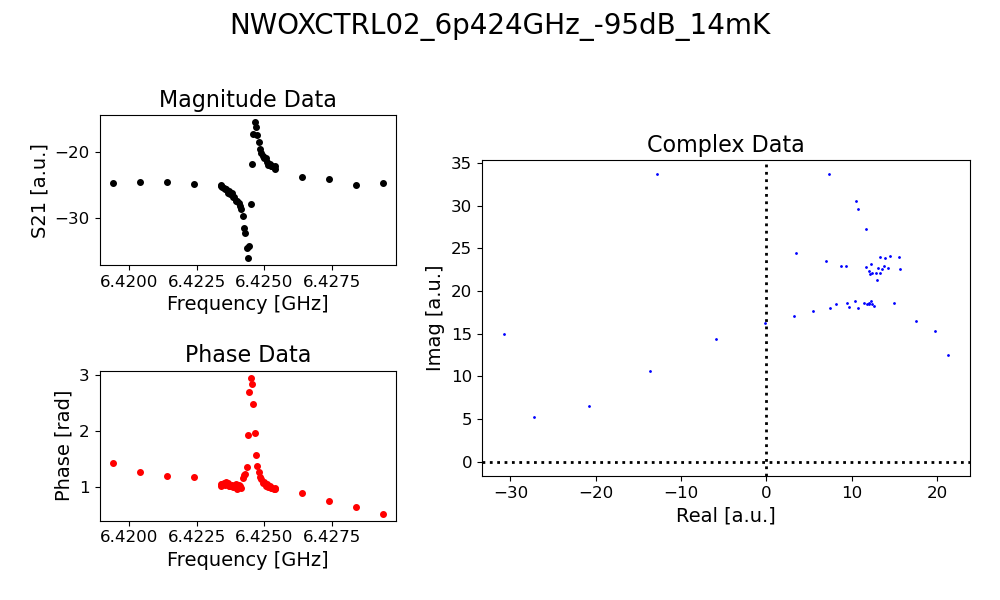 NWOXCTRL02_6p424GHz_-95dB_14mK
Magnitude Data
S21 [a.u.]
−20
−30
6.4200 6.4225 6.4250 6.4275
Frequency [GHz]
Phase Data
Phase [rad]
3
2
1
6.4200 6.4225 6.4250 6.4275
Frequency [GHz]
Complex Data
Imag [a.u.]
35
30
25
20
15
10
5
0
−30 −20 −10 0 10 20
Real [a.u.]